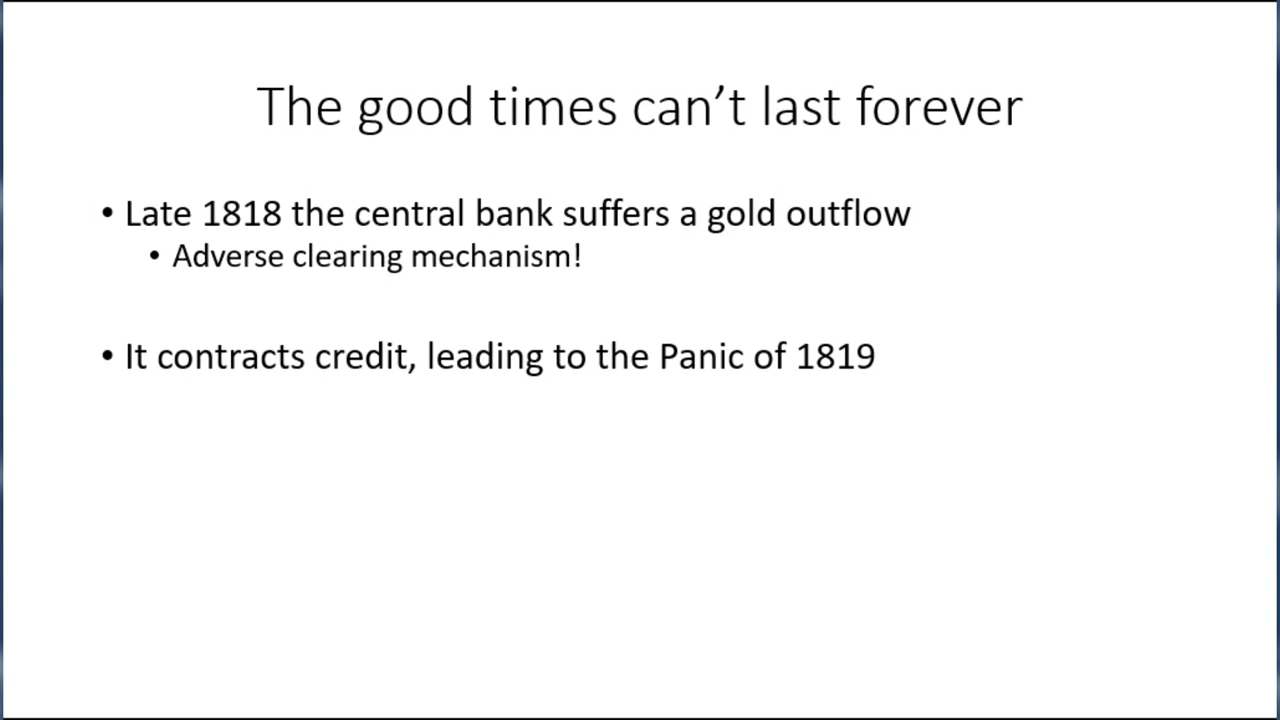 The good times can’t last forever
• Late 1818 the central bank suffers a gold outflow
• Adverse clearing mechanism!
• It contracts credit, leading to the Panic of 1819